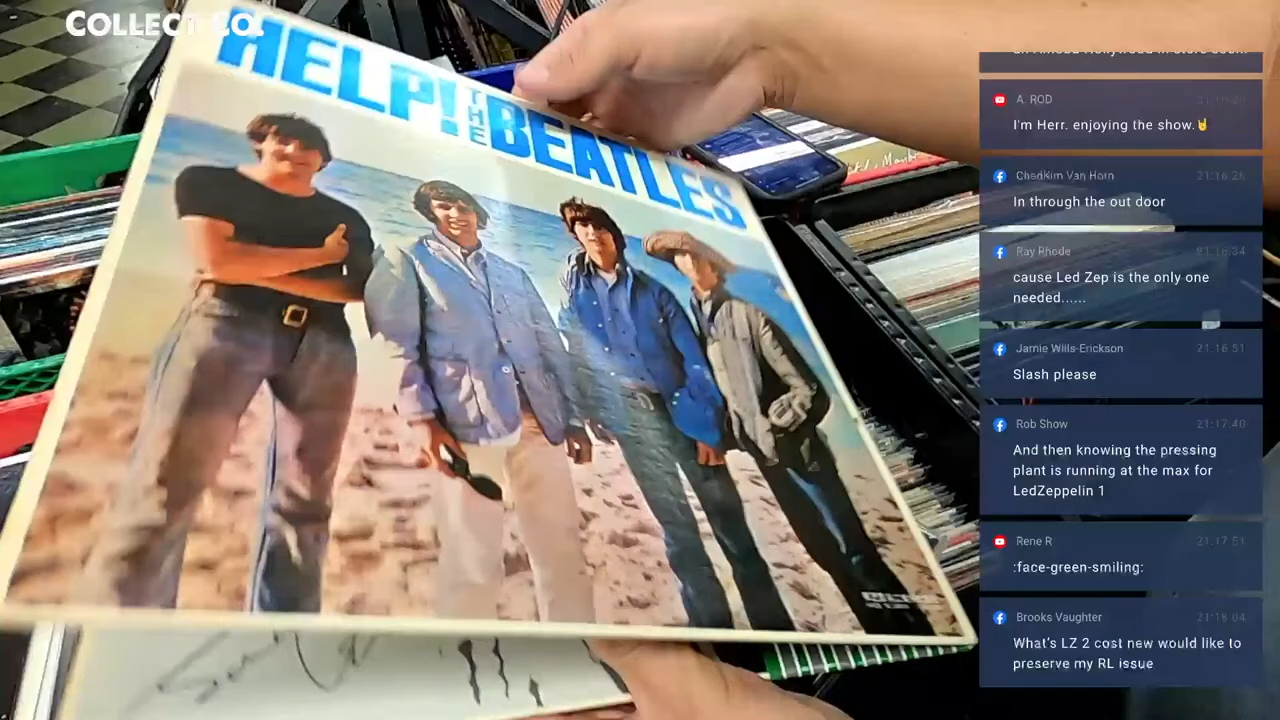 COLLECT CO.
HELP! THE BEATLES
A. ROD
I'm Herr. enjoying the show.🤘
Chadkim Van Horn 21:16:26
In through the out door
Ray Rhode 21:16:34
cause Led Zep is the only one
needed......
Jamie Wills-Erickson 21:16:51
Slash please
Rob Show 21:17:40
And then knowing the pressing
plant is running at the max for
LedZeppelin 1
Rene R 21:17:51
:face-green-smiling:
Brooks Vaughter 21:18:04
What's LZ 2 cost new would like to
preserve my RL issue